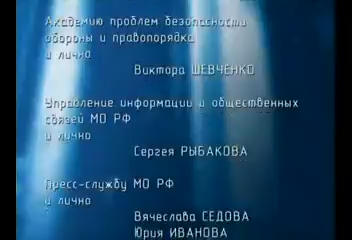 Академию проблем безопасности
обороны и правопорядка
и лично
Виктора ШЕВЧЕНКО
Управление информации и общественных
связей МО РФ
и лично
Сергея РЫБАКОВА
Пресс-службу МО РФ
и лично
Вячеслава СЕДОВА
Юрия ИВАНОВА